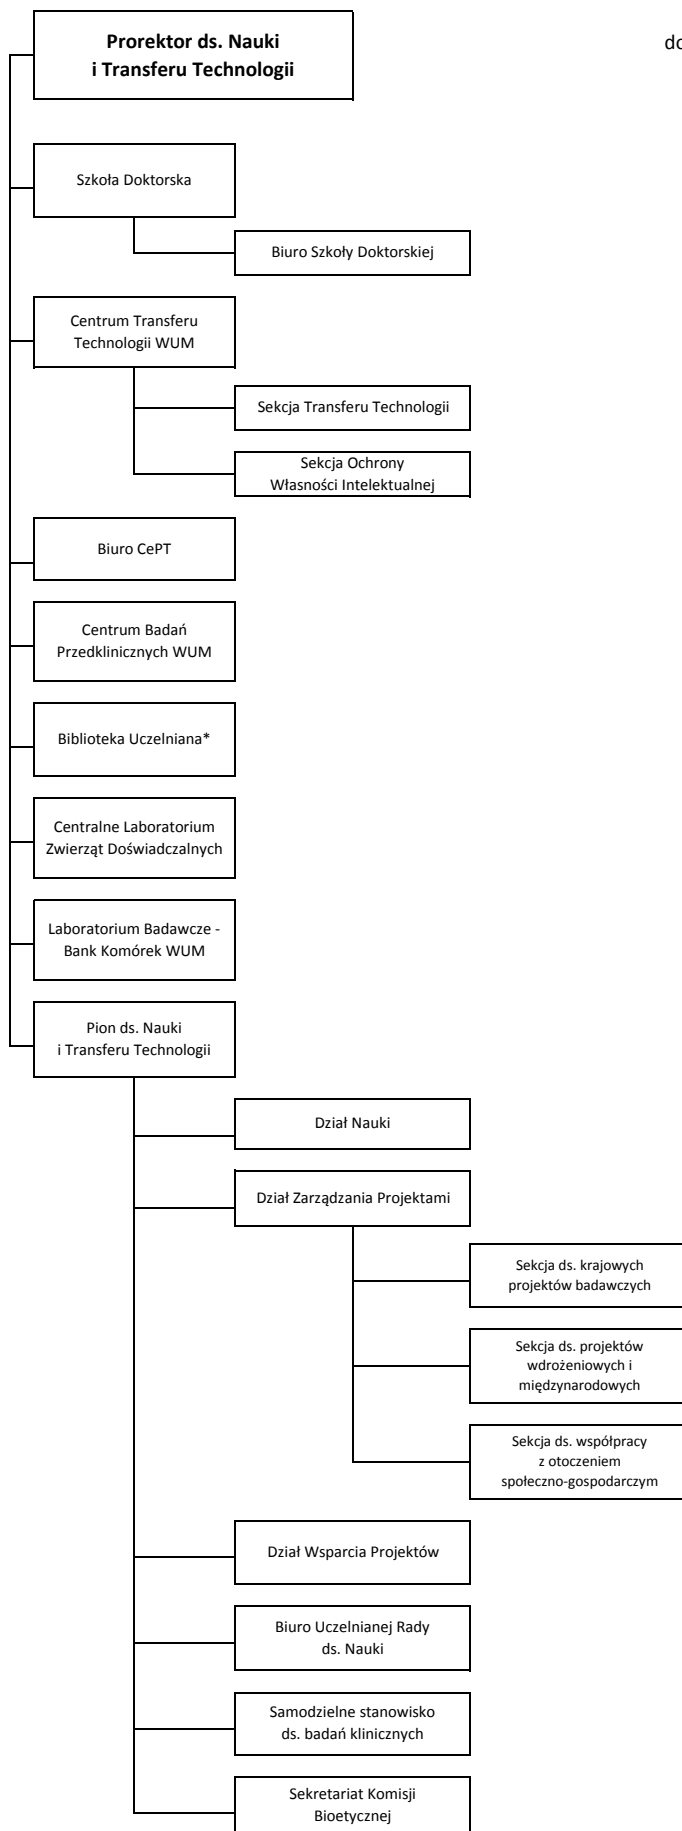 Prorektor ds. Nauki
i Transferu Technologii
do
Szkoła Doktorska
Biuro Szkoły Doktorskiej
Centrum Transferu
Technologii WUM
Sekcja Transferu Technologii
Sekcja Ochrony
Własności Intelektualnej
Biuro CePT
Centrum Badań
Przedklinicznych WUM
Biblioteka Uczelniana*
Centralne Laboratorium
Zwierząt Doświadczalnych
Laboratorium Badawcze -
Bank Komórek WUM
Pion ds. Nauki
i Transferu Technologii
Dział Nauki
Dział Zarządzania Projektami
Sekcja ds. krajowych
projektów badawczych
Sekcja ds. projektów
wdrożeniowych i
międzynarodowych
Sekcja ds. współpracy
z otoczeniem
społeczno-gospodarczym
Dział Wsparcia Projektów
Biuro Uczelnianej Rady
ds. Nauki
Samodzielne stanowisko
ds. badań klinicznych
Sekretariat Komisji
Bioetycznej